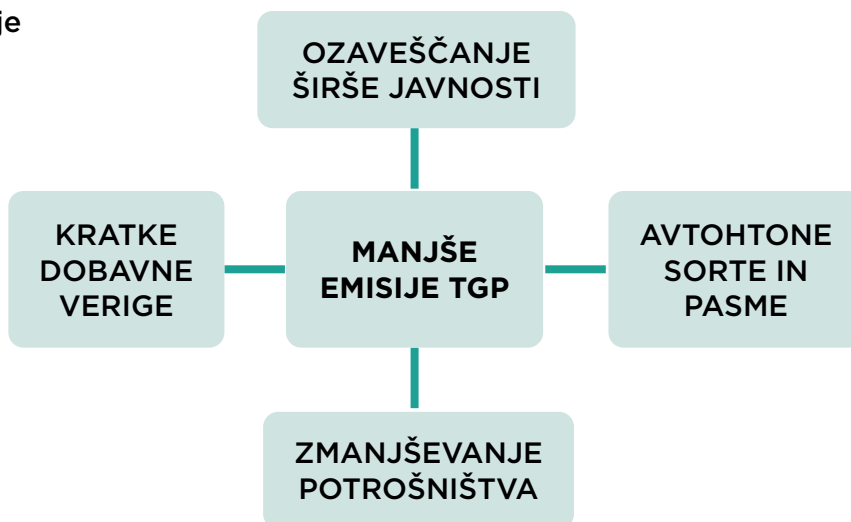 je
OZAVEŠČANJE
ŠIRŠE JAVNOSTI
KRATKE
DOBAVNE
VERIGE
MANJŠE
EMISIJE TGP
AVTOHTONE
SORTE IN
PASME
ZMANJŠEVANJE
POTROŠNIŠTVA